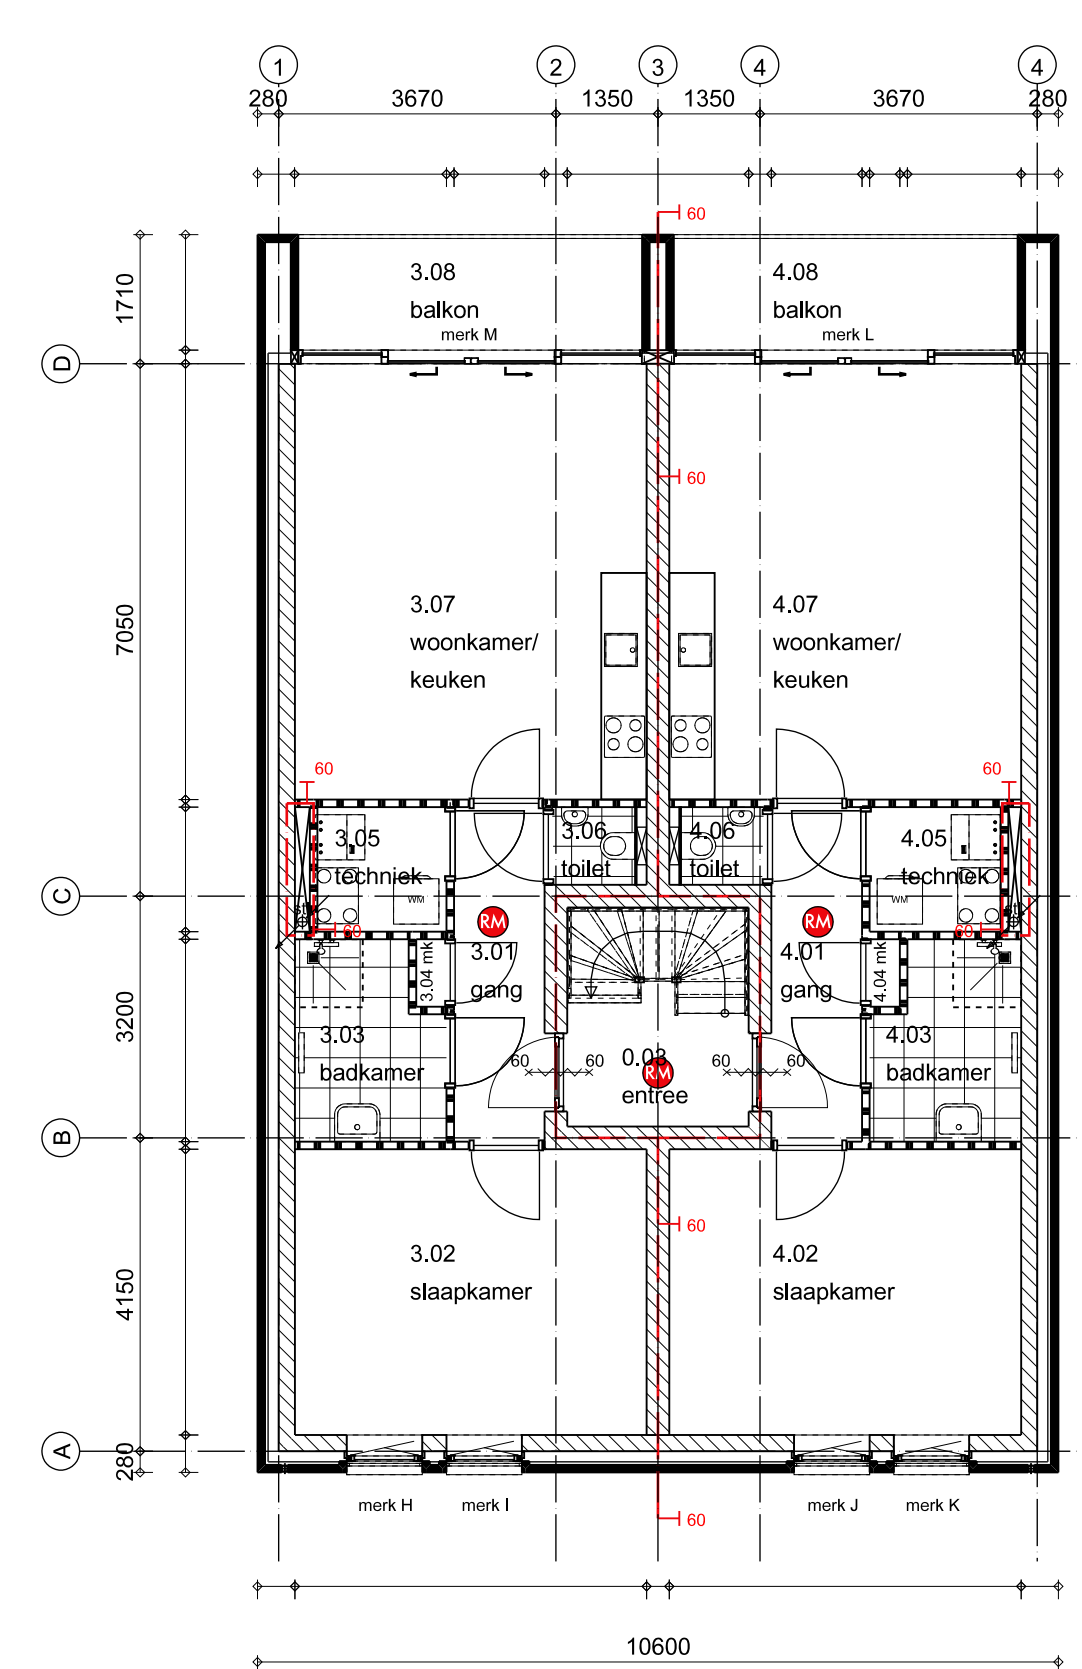 1
2
3
4
4
280
3670
1350
1350
3670
280
60
1710
3.08
balkon
merk M
4.08
balkon
merk L
D
60
7050
3.07
woonkamer/
keuken
4.07
woonkamer/
keuken
60
60
3.05
techniek
3.06
toilet
4.06
toilet
4.05
techniek
C
WM
WM
RM
RM
60
60
3.01
gang
3.04 mk
4.01
gang
4.04 mk
3200
3.03
badkamer
4.03
badkamer
60
60
0.03
RM
entree
60
60
B
60
3.02
slaapkamer
4.02
slaapkamer
4150
A
280
merk H
merk I
merk J
merk K
60
10600